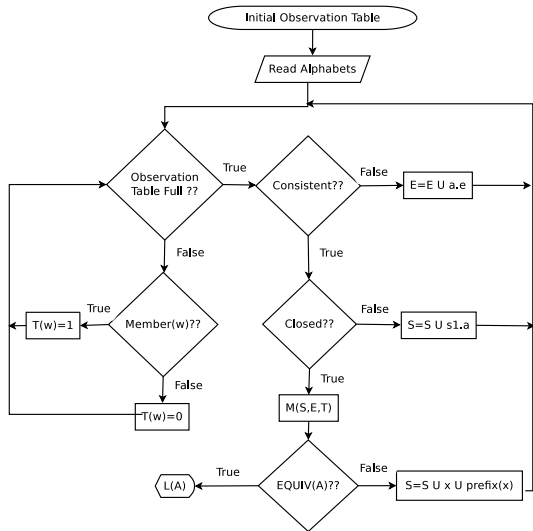 Initial Observation Table
Read Alphabets
Observation
Table Full ??
True
Consistent??
False
E=E U a.e
False
True
T(w)=1
True
Member(w)??
Closed??
False
S=S U s1.a
False
True
T(w)=0
M(S,E,T)
L(A)
True
EQUIV(A)??
False
S=S U x U prefix(x)